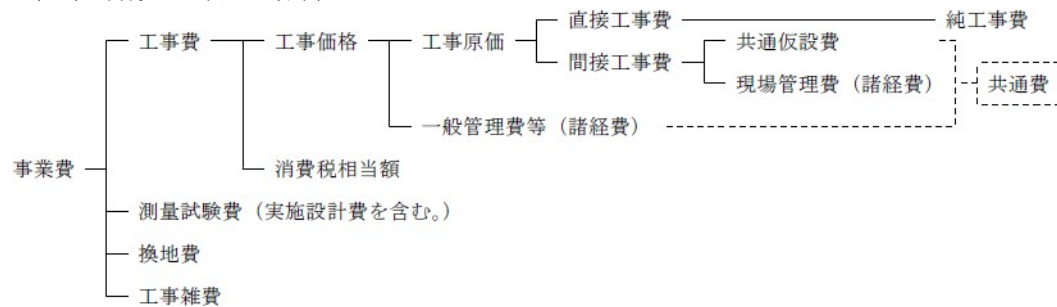 直接工事費 純工事費
工事費 工事価格 工事原価 共通仮設費
間接工事費
現場管理費（諸経費） 共通費
一般管理費等（諸経費）
事業費 消費税相当額
測量試験費（実施設計費を含む。）
換地費
工事雑費